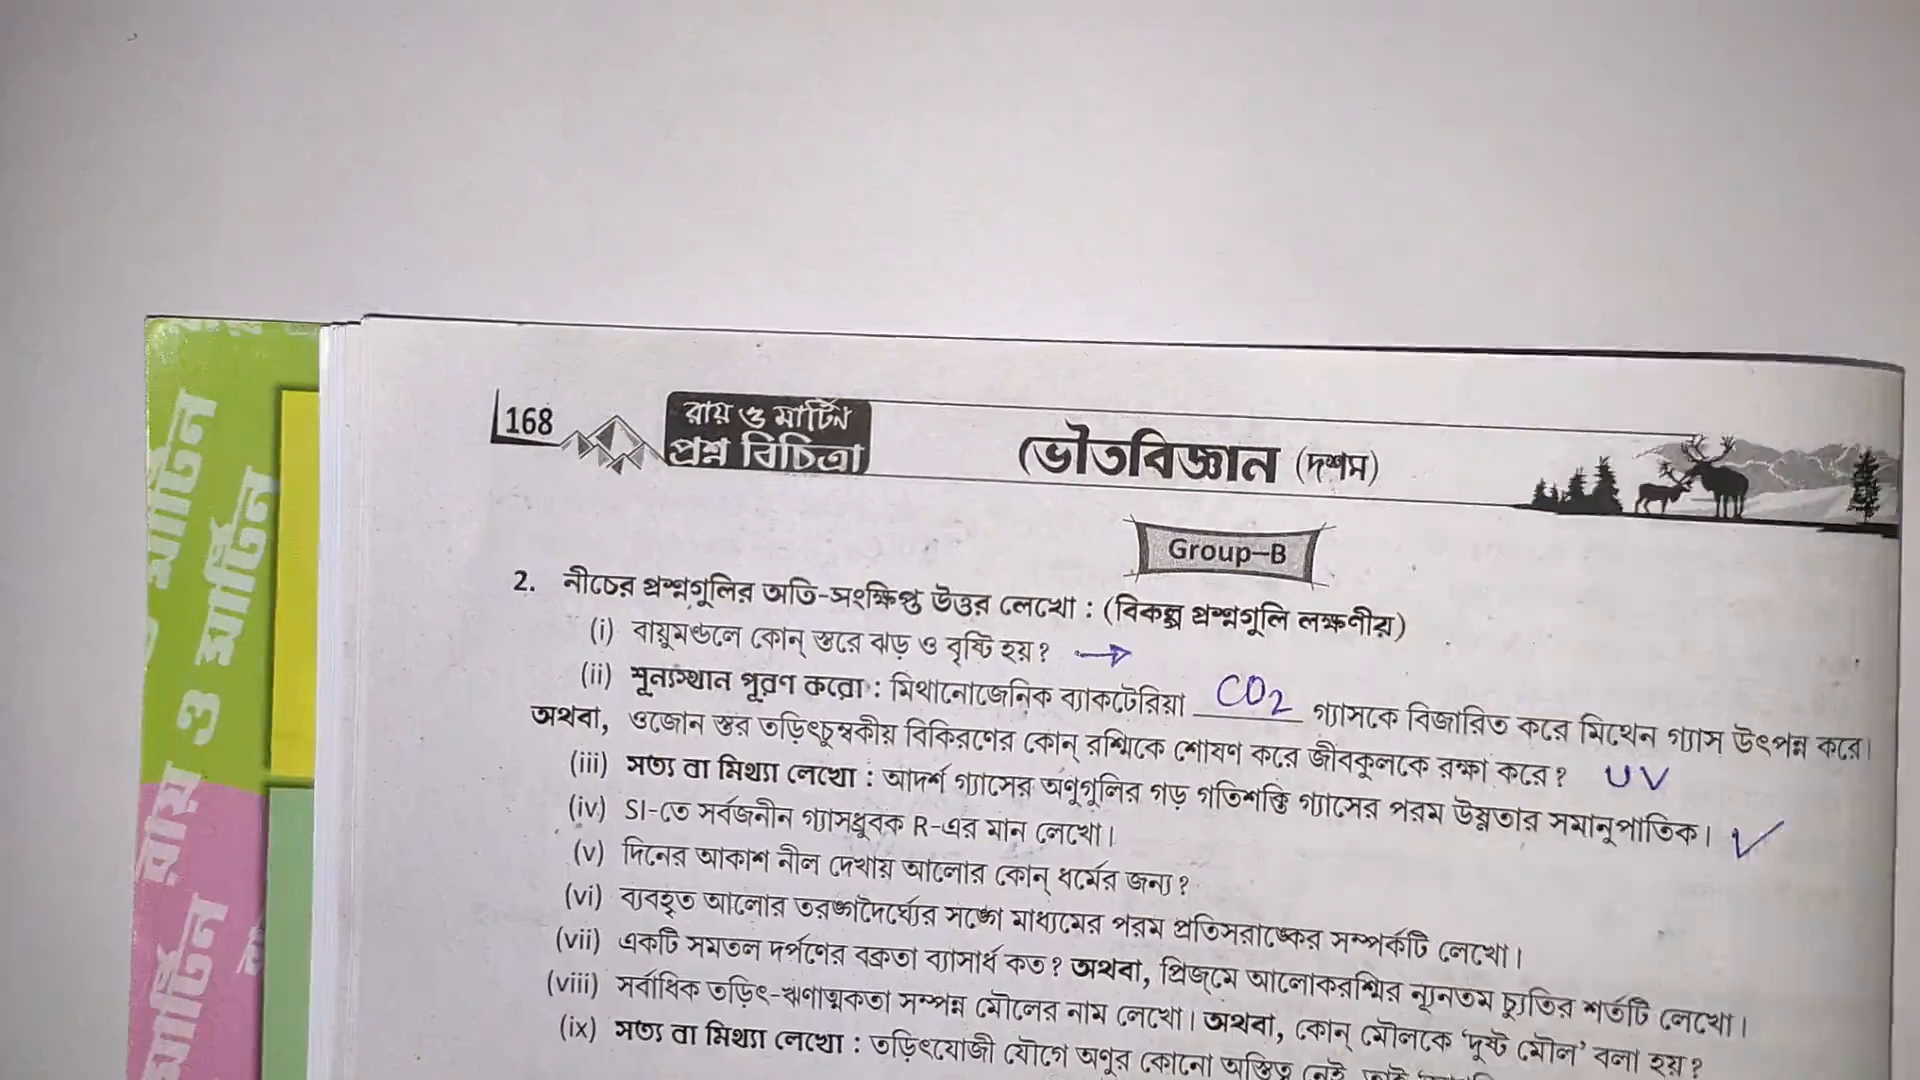 168
রায় ও মার্টিন
প্রশ্ন বিচিত্রা
ভৌতবিজ্ঞান (দশম)
Group–B
2. নীচের প্রশ্নগুলির অতি-সংক্ষিপ্ত উত্তর লেখো : (বিকল্প প্রশ্নগুলি লক্ষণীয়)
(i) বায়ুমণ্ডলে কোন্ স্তরে ঝড় ও বৃষ্টি হয়? →
(ii) শূন্যস্থান পূরণ করো : মিথানোজেনিক ব্যাকটেরিয়া CO2 গ্যাসকে বিজারিত করে মিথেন গ্যাস উৎপন্ন করে।
অথবা, ওজোন স্তর তড়িৎচুম্বকীয় বিকিরণের কোন্ রশ্মিকে শোষণ করে জীবকুলকে রক্ষা করে? UV
(iii) সত্য বা মিথ্যা লেখো : আদর্শ গ্যাসের অণুগুলির গড় গতিশক্তি গ্যাসের পরম উষ্ণতার সমানুপাতিক। ✓
(iv) SI-তে সর্বজনীন গ্যাসধ্রুবক R-এর মান লেখো।
(v) দিনের আকাশ নীল দেখায় আলোর কোন্ ধর্মের জন্য?
(vi) ব্যবহৃত আলোর তরঙ্গদৈর্ঘ্যের সঙ্গে মাধ্যমের পরম প্রতিসরাঙ্কের সম্পর্কটি লেখো।
(vii) একটি সমতল দর্পণের বক্রতা ব্যাসার্ধ কত? অথবা, প্রিজ্‌মে আলোকরশ্মির ন্যূনতম চ্যুতির শর্তটি লেখো।
(viii) সর্বাধিক তড়িৎ-ঋণাত্মকতা সম্পন্ন মৌলের নাম লেখো। অথবা, কোন্ মৌলকে 'দুষ্ট মৌল' বলা হয়?
(ix) সত্য বা মিথ্যা লেখো : তড়িৎযোজী যৌগে অণুর কোনো অস্তিত্ব নেই, তাই
মার্টিন
ও মার্টিন
রায়
মার্টিন
মার্টিন